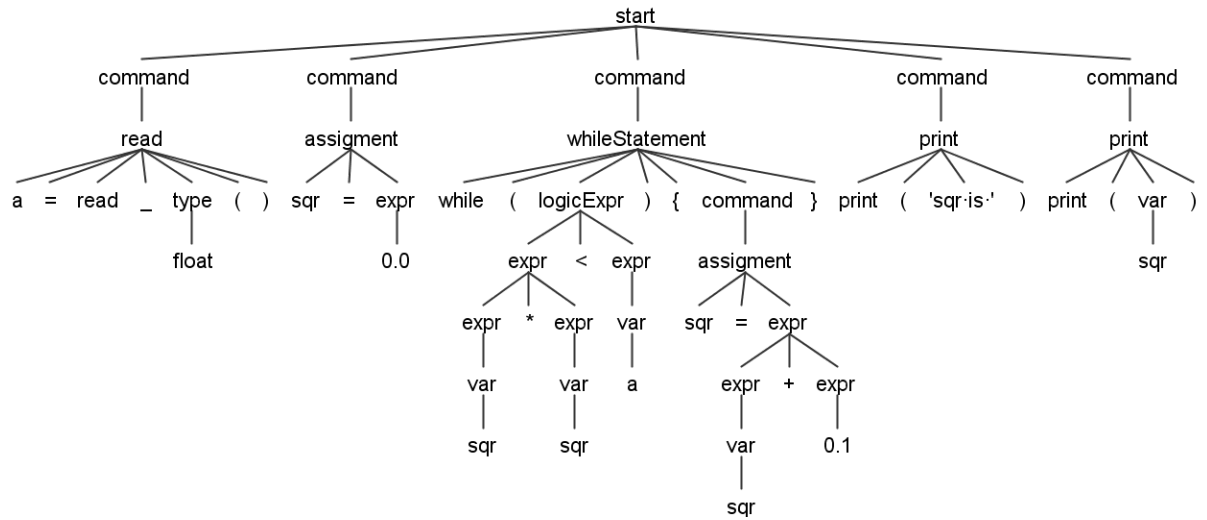 start
command command command command command
read assigment whileStatement print print
a = read _ type ( ) sqr = expr while ( logicExpr ) { command } print ( 'sqr·is·' ) print ( var )
float 0.0 expr < expr assigment sqr
expr * expr var sqr = expr
var var a expr + expr
sqr sqr var 0.1
sqr